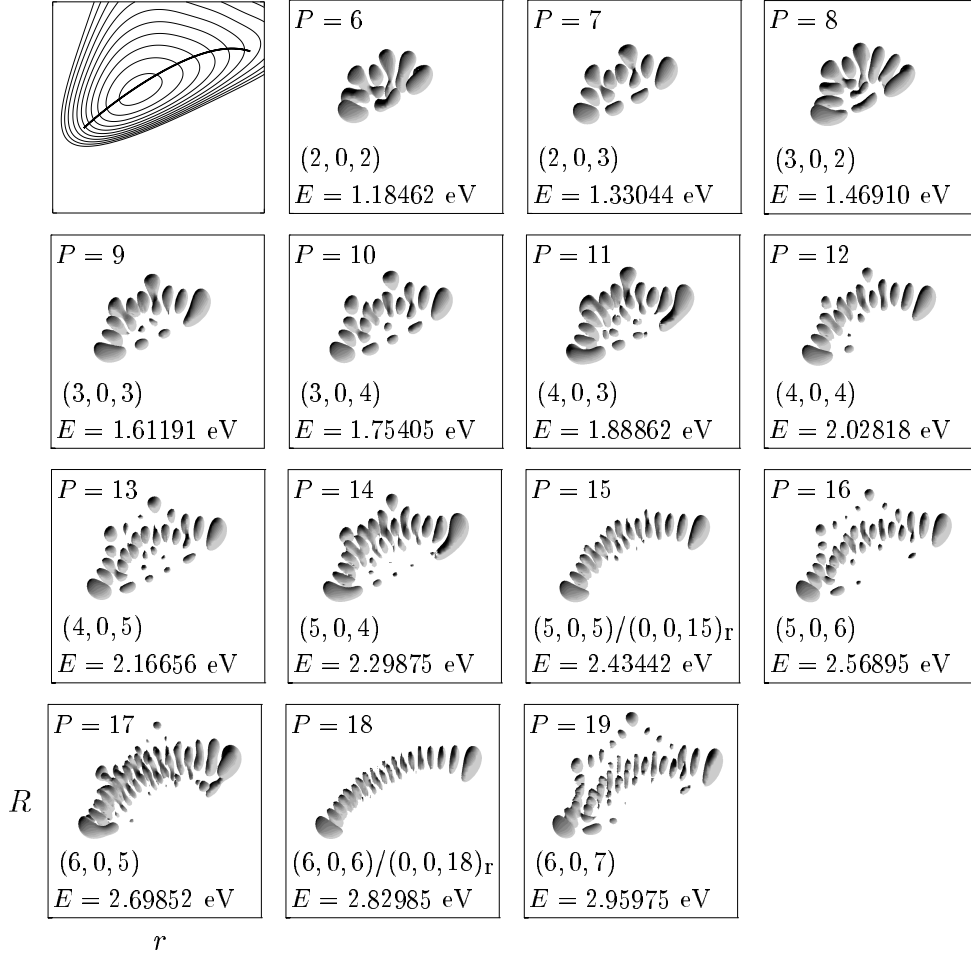 P = 6
(2, 0, 2)
E = 1.18462 eV
P = 7
(2, 0, 3)
E = 1.33044 eV
P = 8
(3, 0, 2)
E = 1.46910 eV
P = 9
(3, 0, 3)
E = 1.61191 eV
P = 10
(3, 0, 4)
E = 1.75405 eV
P = 11
(4, 0, 3)
E = 1.88862 eV
P = 12
(4, 0, 4)
E = 2.02818 eV
P = 13
(4, 0, 5)
E = 2.16656 eV
P = 14
(5, 0, 4)
E = 2.29875 eV
P = 15
(5, 0, 5)/(0, 0, 15)r
E = 2.43442 eV
P = 16
(5, 0, 6)
E = 2.56895 eV
P = 17
(6, 0, 5)
E = 2.69852 eV
P = 18
(6, 0, 6)/(0, 0, 18)r
E = 2.82985 eV
P = 19
(6, 0, 7)
E = 2.95975 eV
R
r